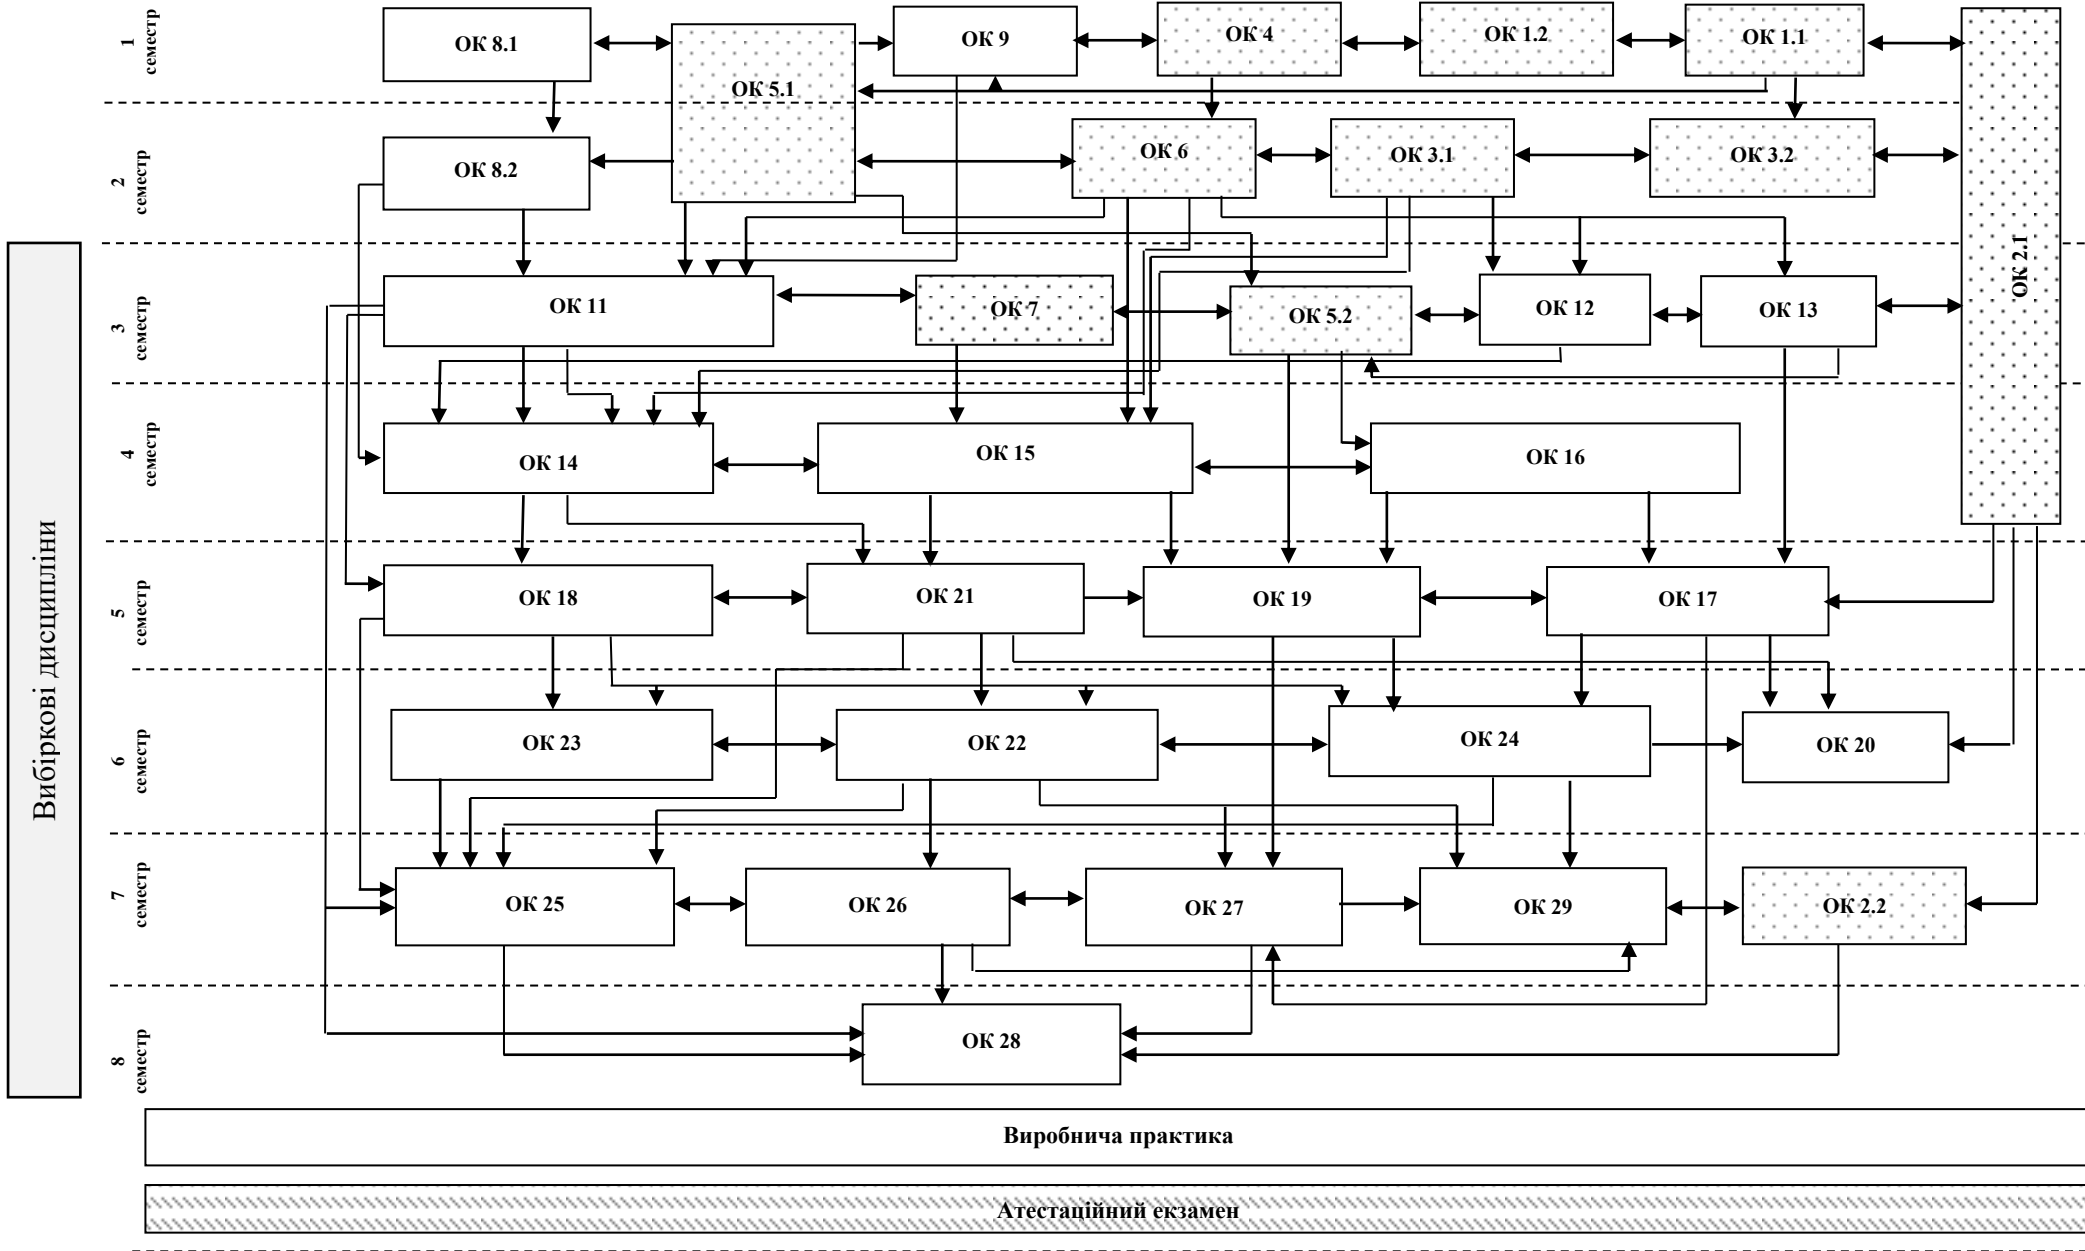 1
семестр
ОК 8.1
ОК 5.1
ОК 9
ОК 4
ОК 1.2
ОК 1.1
ОК 2.1
2
семестр
ОК 8.2
ОК 6
ОК 3.1
ОК 3.2
Вибіркові дисципліни
3
семестр
ОК 11
ОК 7
ОК 5.2
ОК 12
ОК 13
4
семестр
ОК 14
ОК 15
ОК 16
5
семестр
ОК 18
ОК 21
ОК 19
ОК 17
6
семестр
ОК 23
ОК 22
ОК 24
ОК 20
7
семестр
ОК 25
ОК 26
ОК 27
ОК 29
ОК 2.2
8
семестр
ОК 28
Виробнича практика
Атестаційний екзамен